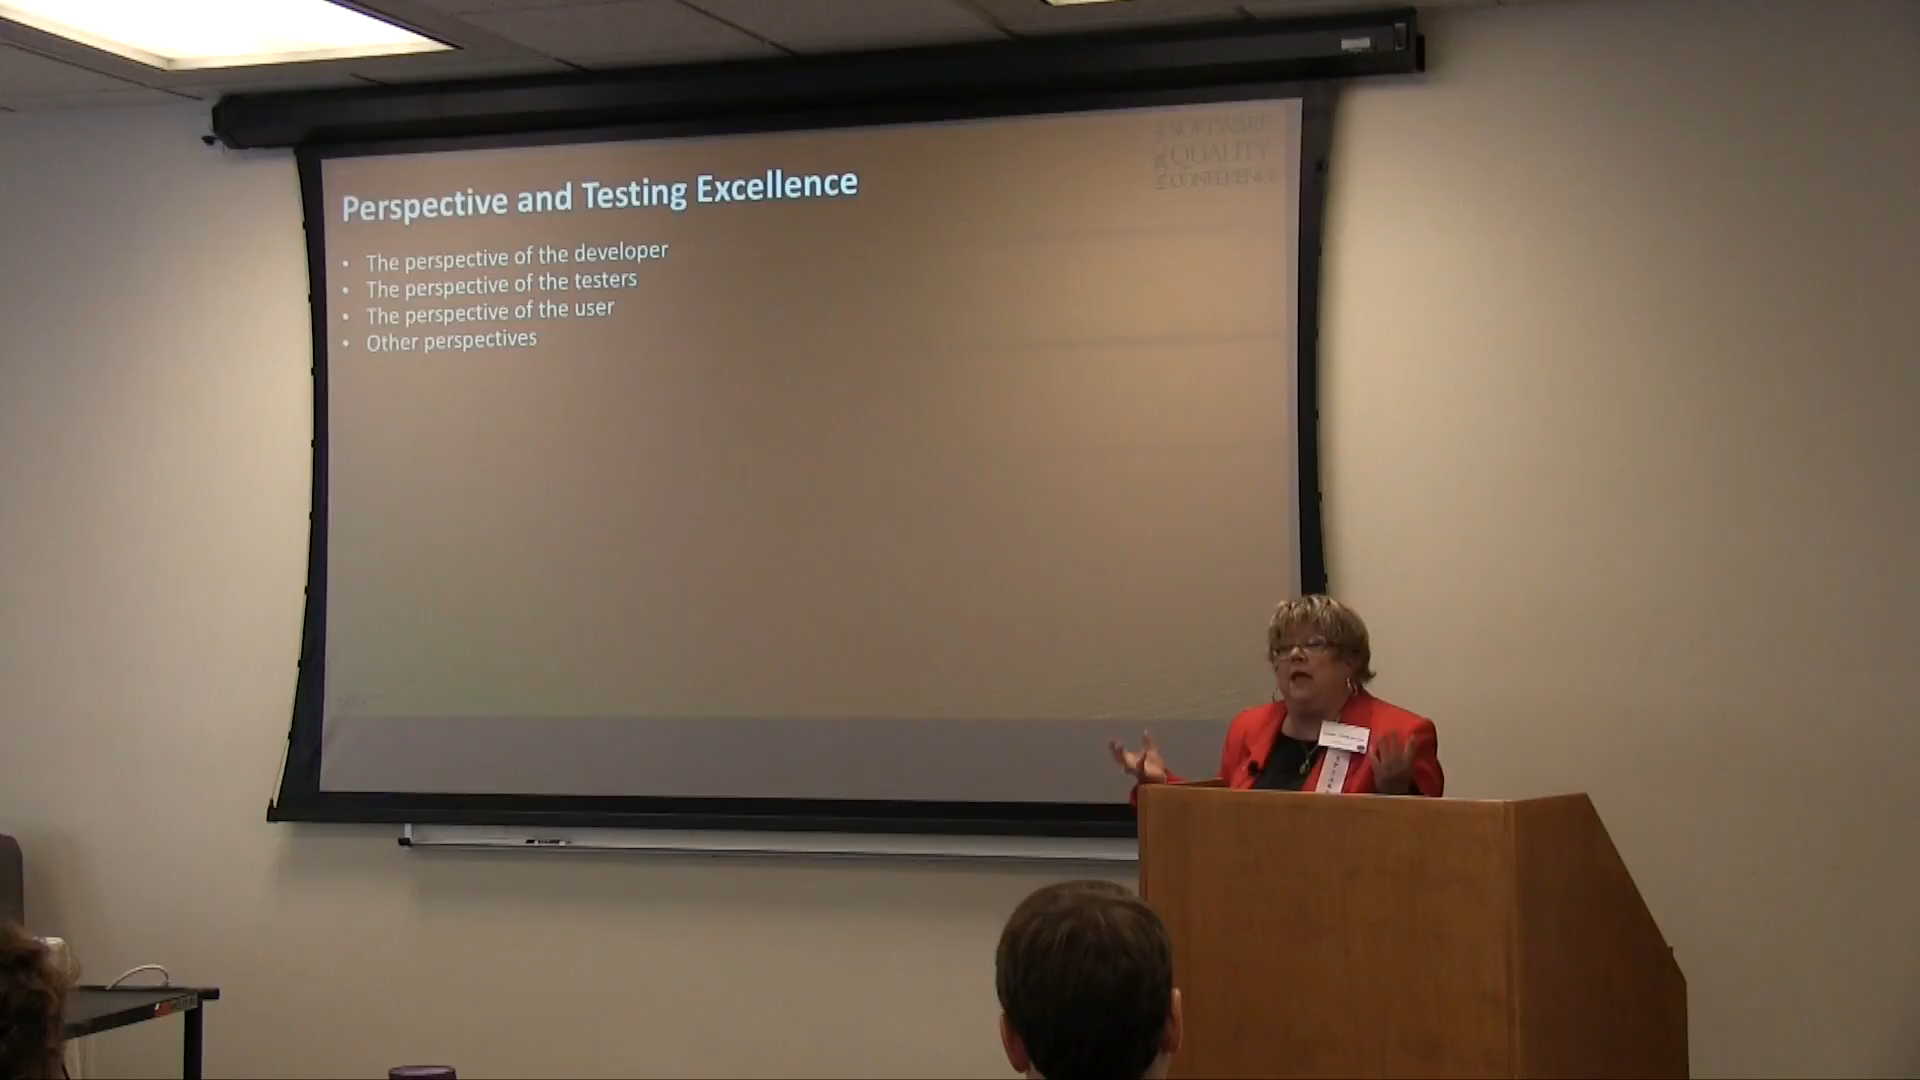 SOFTWARE
QUALITY
CONFERENCE
Perspective and Testing Excellence
• The perspective of the developer
• The perspective of the testers
• The perspective of the user
• Other perspectives